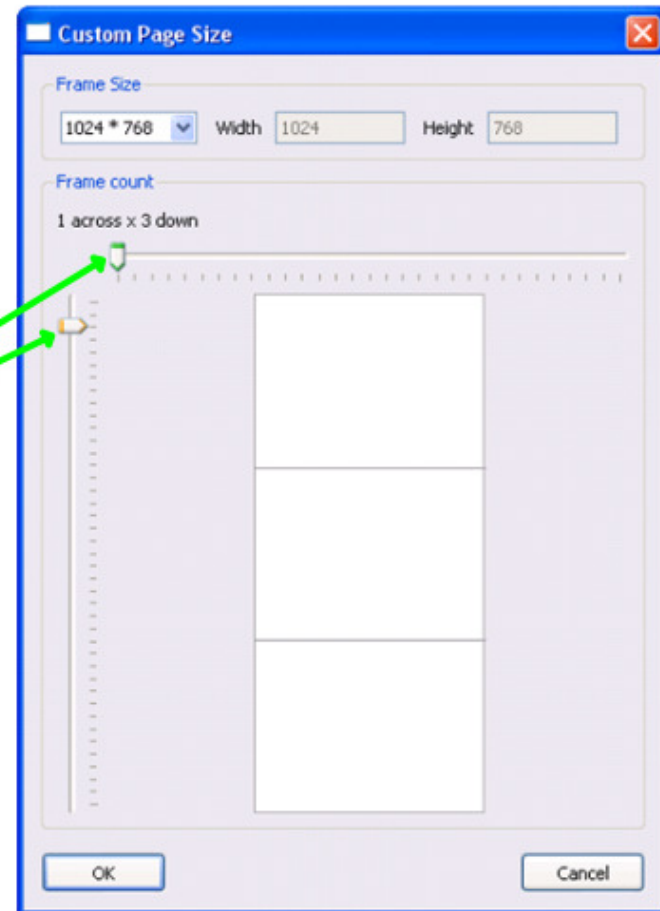 Custom Page Size
Frame Size
1024 * 768 Width 1024 Height 768
Frame count
1 across x 3 down
OK Cancel